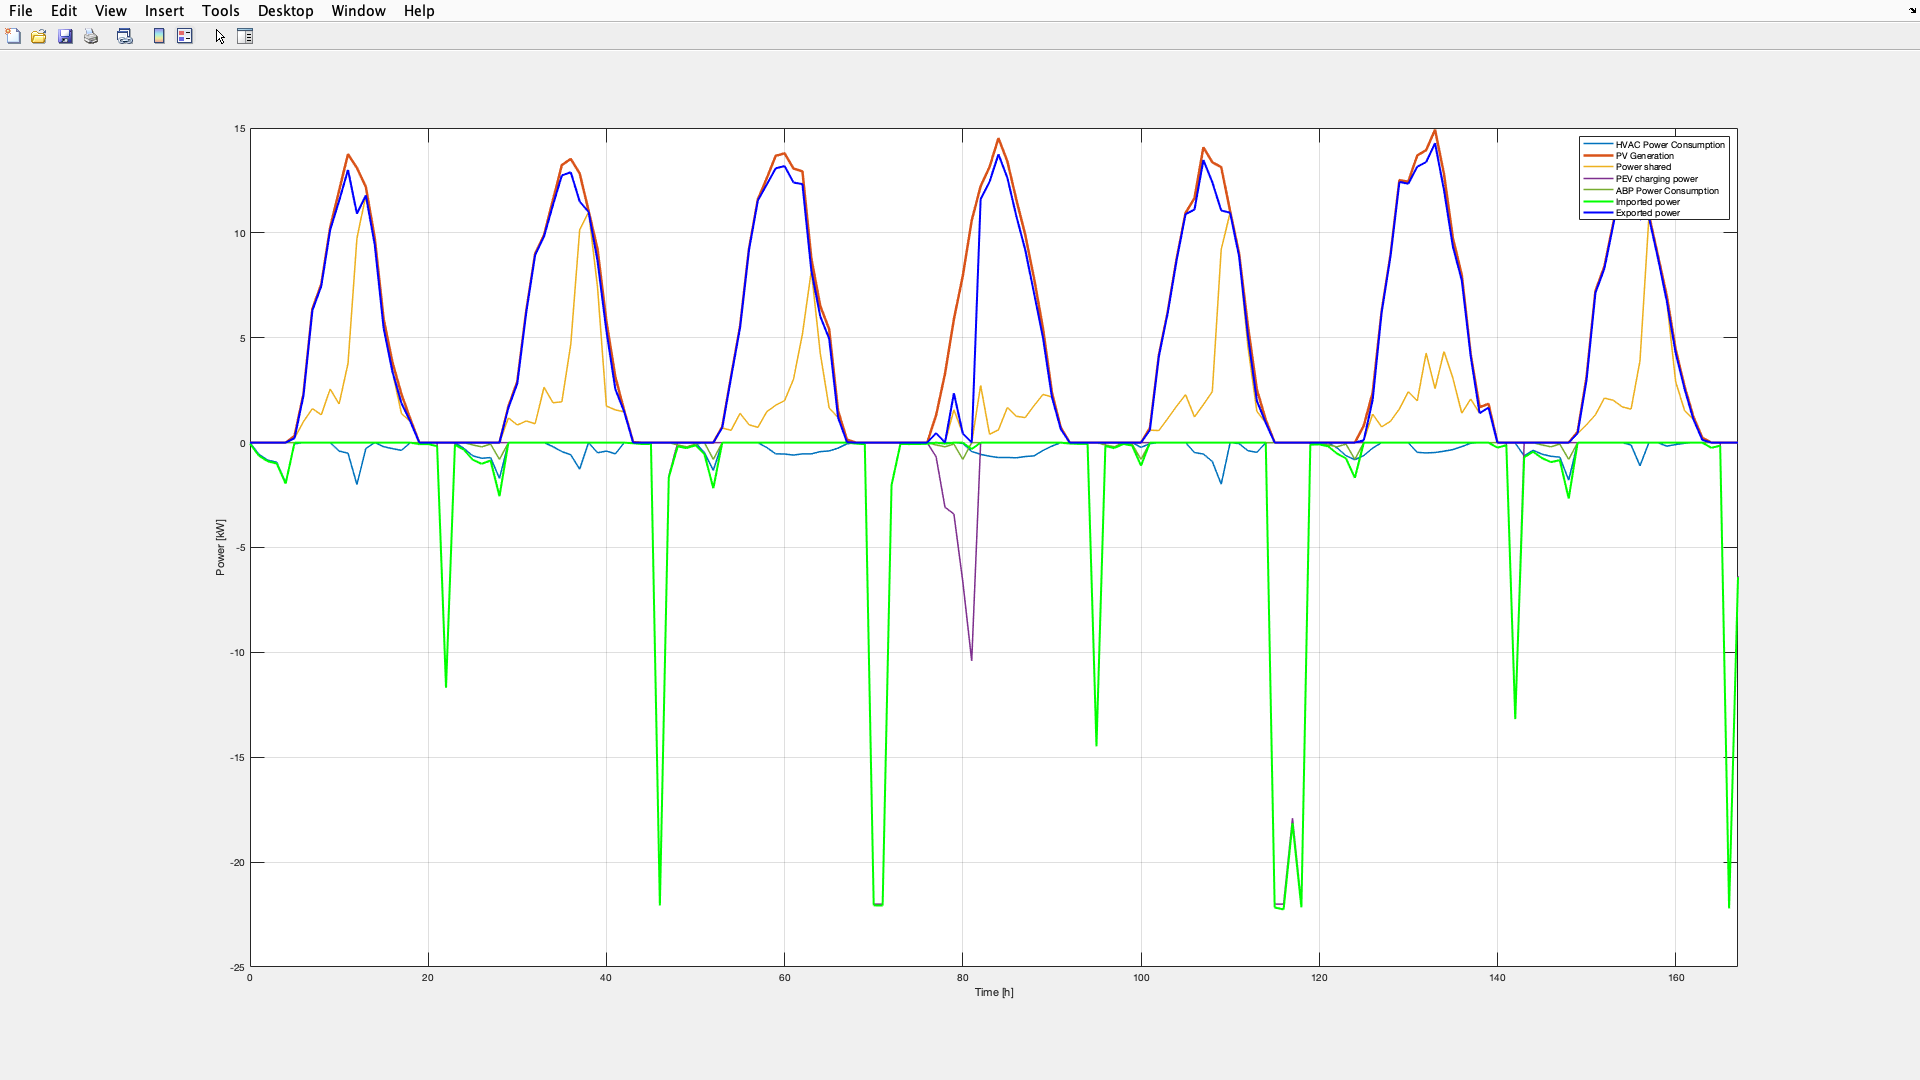 File Edit View Insert Tools Desktop Window Help
HVAC Power Consumption
PV Generation
Power shared
PEV charging power
ABP Power Consumption
Imported power
Exported power
15
10
5
0
-5
-10
-15
-20
-25
Power [kW]
0 20 40 60 80 100 120 140 160
Time [h]